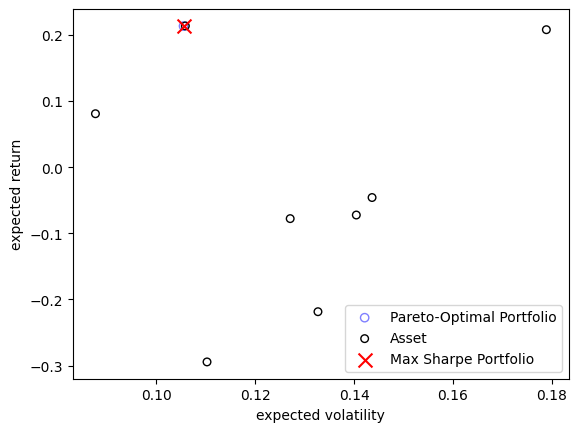 0.2
0.1
0.0
−0.1
−0.2
−0.3
expected return
0.10
0.12
0.14
0.16
0.18
expected volatility
Pareto-Optimal Portfolio
Asset
Max Sharpe Portfolio